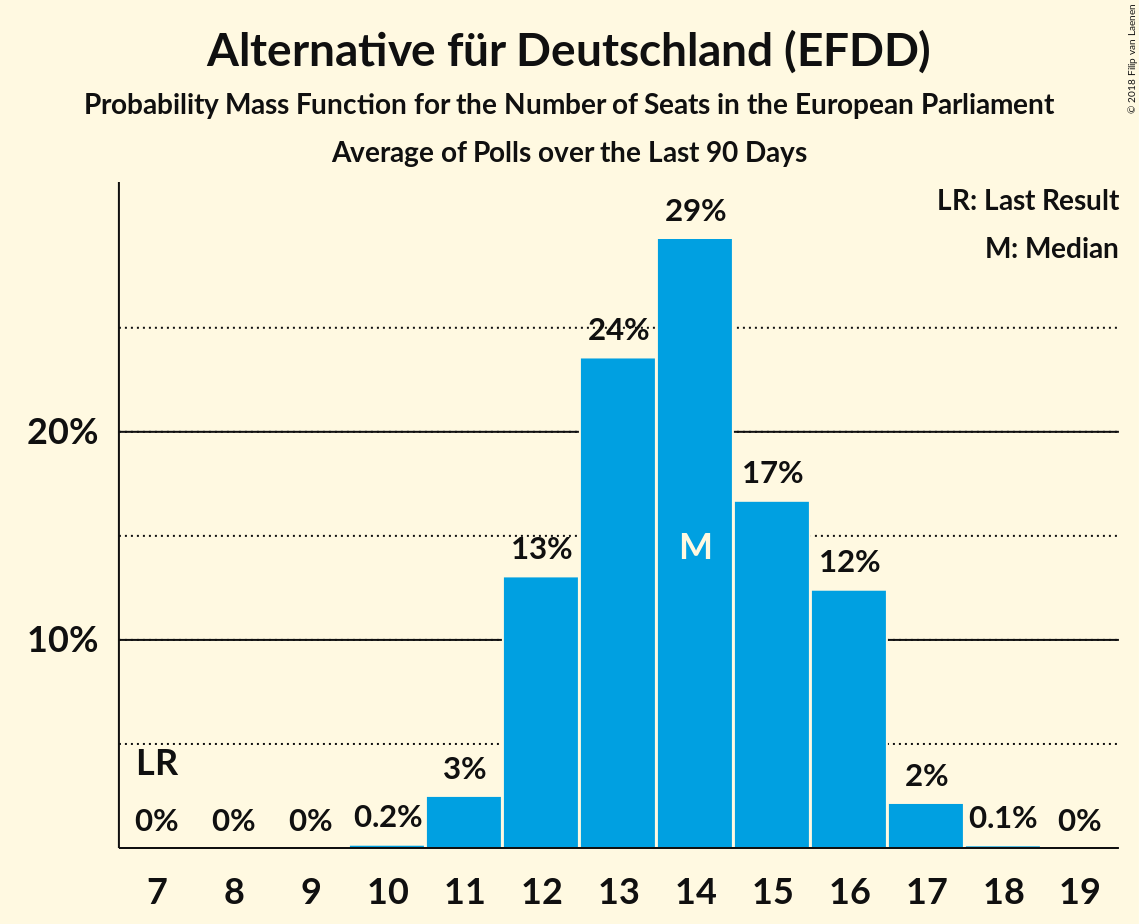 Alternative für Deutschland (EFDD)
Probability Mass Function for the Number of Seats in the European Parliament
Average of Polls over the Last 90 Days
© 2018 Filip van Laenen
LR: Last Result
M: Median
29%
24%
20%
17%
13%
M
12%
10%
LR
3%
2%
0% 0% 0% 0.2% 0.1% 0%
7 8 9 10 11 12 13 14 15 16 17 18 19